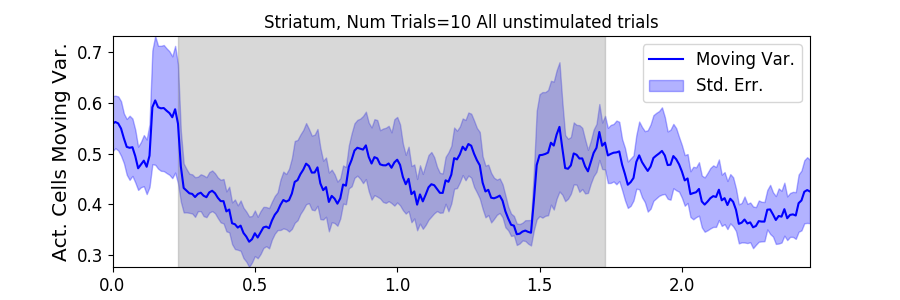 Striatum, Num Trials=10 All unstimulated trials
Act. Cells Moving Var.
0.7
0.6
0.5
0.4
0.3
Moving Var.
Std. Err.
0.0 0.5 1.0 1.5 2.0